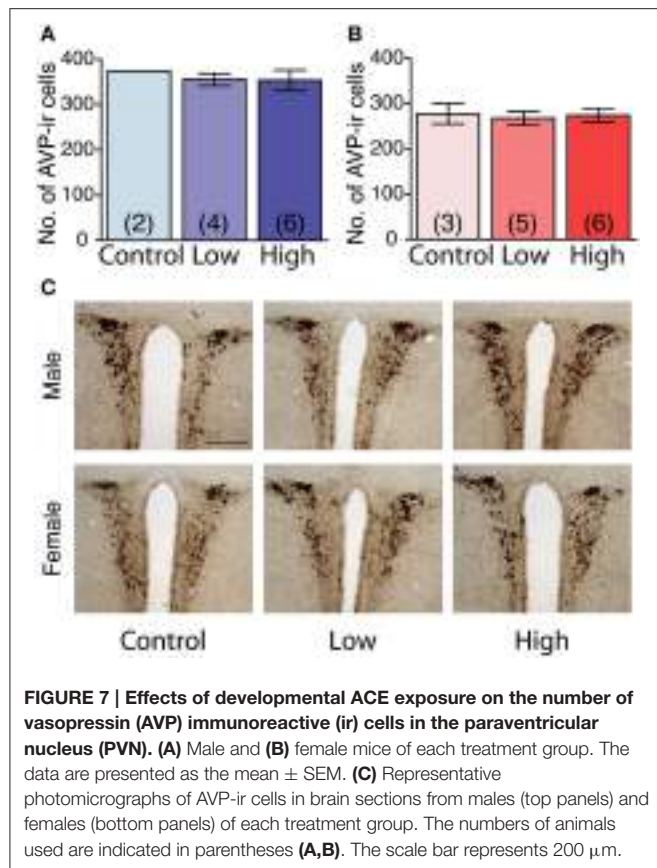 A
B
No. of AVP-ir cells
400
300
200
100
0
(2)
(4)
(6)
Control Low High
No. of AVP-ir cells
400
300
200
100
0
(3)
(5)
(6)
Control Low High
C
Male
Female
Control Low High
FIGURE 7 | Effects of developmental ACE exposure on the number of
vasopressin (AVP) immunoreactive (ir) cells in the paraventricular
nucleus (PVN). (A) Male and (B) female mice of each treatment group. The
data are presented as the mean ± SEM. (C) Representative
photomicrographs of AVP-ir cells in brain sections from males (top panels) and
females (bottom panels) of each treatment group. The numbers of animals
used are indicated in parentheses (A,B). The scale bar represents 200 μm.